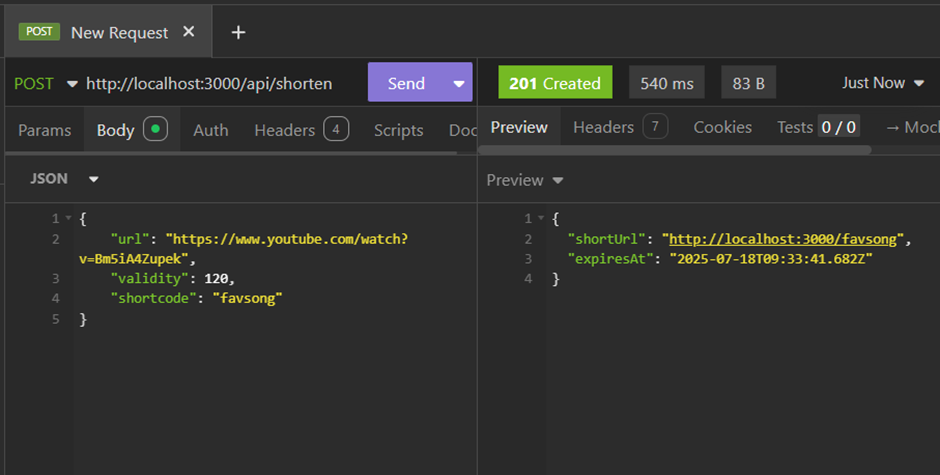 POST New Request × +
POST http://localhost:3000/api/shorten Send
201 Created 540 ms 83 B Just Now
Params Body Auth Headers 4 Scripts Doc
Preview Headers 7 Cookies Tests 0 / 0 → Mock
JSON
Preview
1 {
2 "url": "https://www.youtube.com/watch?
v=Bm5iA4Zupek",
3 "validity": 120,
4 "shortcode": "favsong"
5 }
1 {
2 "shortUrl": "http://localhost:3000/favsong",
3 "expiresAt": "2025-07-18T09:33:41.682Z"
4 }